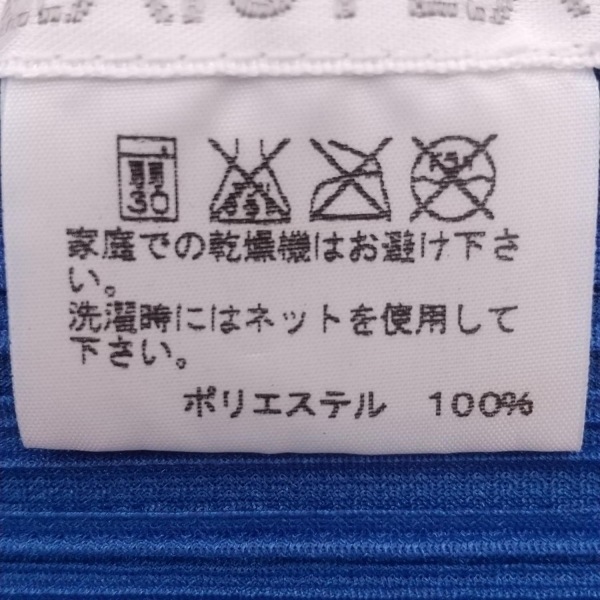 弱
30
家庭での乾燥機はお避け下さ
い。
洗濯時にはネットを使用して
下さい。
ポリエステル 100%